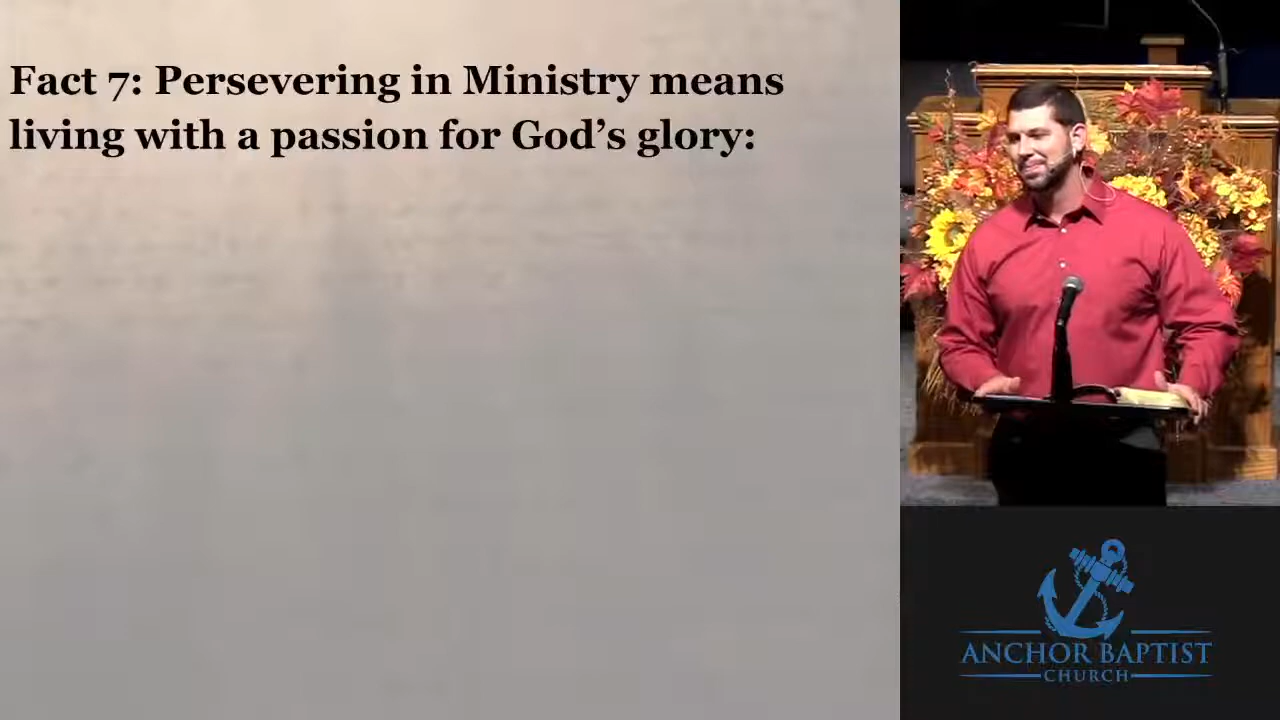 Fact 7: Persevering in Ministry means
living with a passion for God’s glory:
ANCHOR BAPTIST
CHURCH